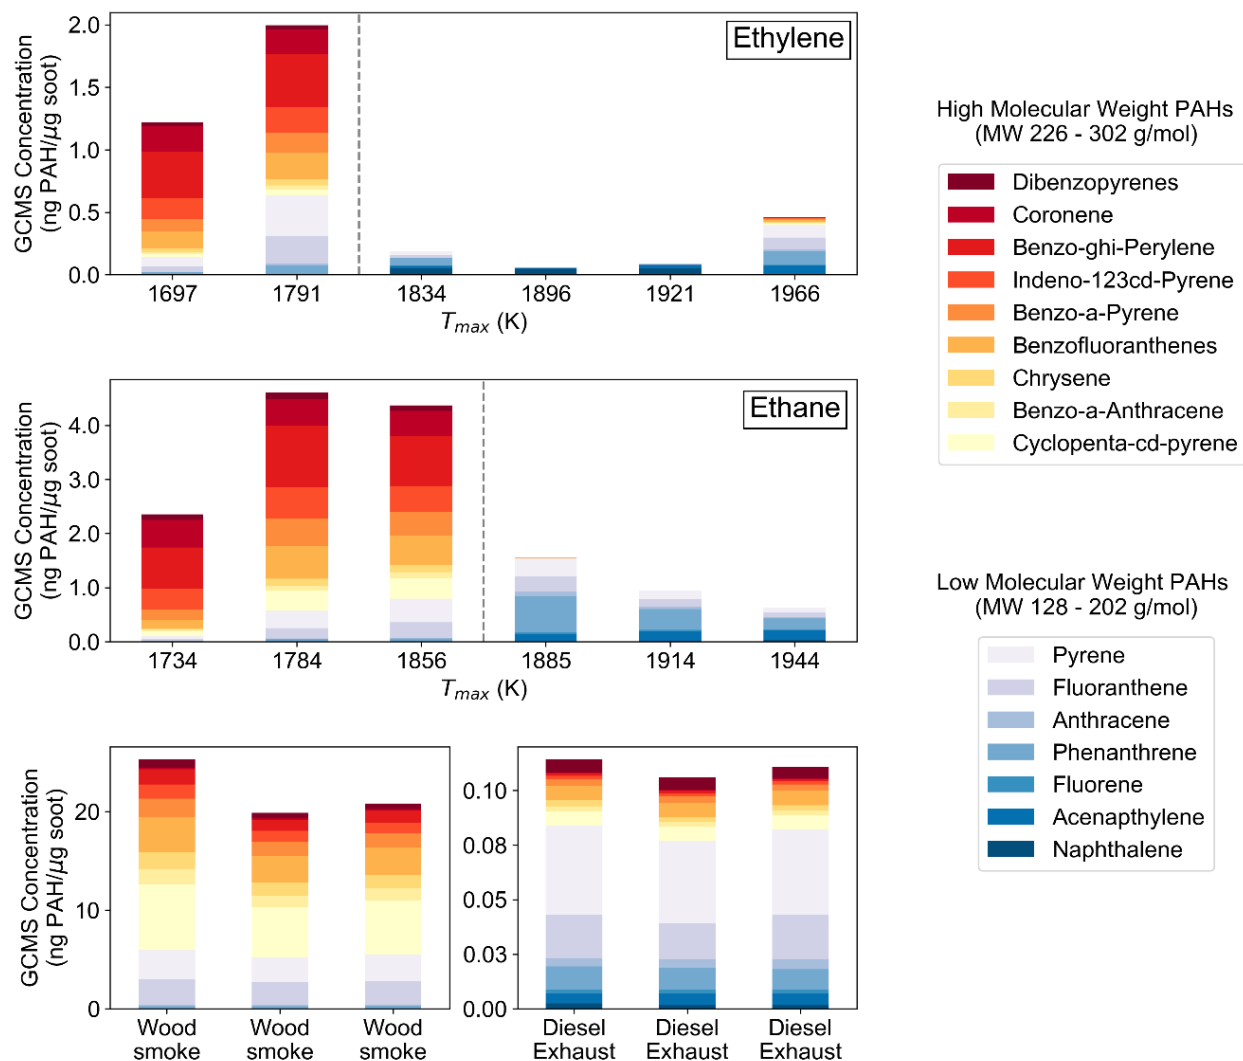 Ethylene
GCMS Concentration
(ng PAH/μg soot)
2.0
1.5
1.0
0.5
0.0
1697 1791 1834 1896 1921 1966
Tmax (K)
Ethane
GCMS Concentration
(ng PAH/μg soot)
4.0
3.0
2.0
1.0
0.0
1734 1784 1856 1885 1914 1944
Tmax (K)
GCMS Concentration
(ng PAH/μg soot)
20
10
0
Wood smoke
Wood smoke
Wood smoke
0.10
0.08
0.05
0.03
0.00
Diesel Exhaust
Diesel Exhaust
Diesel Exhaust
High Molecular Weight PAHs
(MW 226 - 302 g/mol)
Dibenzopyrenes
Coronene
Benzo-ghi-Perylene
Indeno-123cd-Pyrene
Benzo-a-Pyrene
Benzofluoranthenes
Chrysene
Benzo-a-Anthracene
Cyclopenta-cd-pyrene
Low Molecular Weight PAHs
(MW 128 - 202 g/mol)
Pyrene
Fluoranthene
Anthracene
Phenanthrene
Fluorene
Acenapthylene
Naphthalene